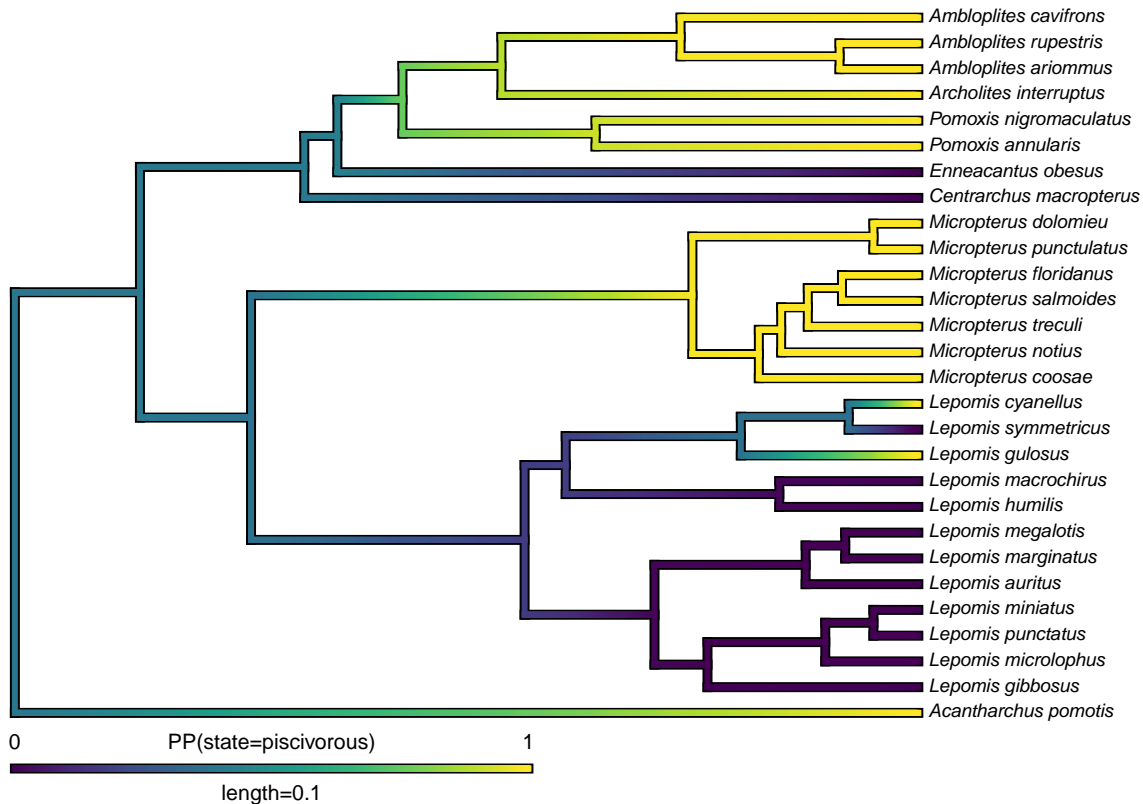 Ambloplites cavifrons
Ambloplites rupestris
Ambloplites ariommus
Archolites interruptus
Pomoxis nigromaculatus
Pomoxis annularis
Enneacantus obesus
Centrarchus macropterus
Micropterus dolomieu
Micropterus punctulatus
Micropterus floridanus
Micropterus salmoides
Micropterus treculi
Micropterus notius
Micropterus coosae
Lepomis cyanellus
Lepomis symmetricus
Lepomis gulosus
Lepomis macrochirus
Lepomis humilis
Lepomis megalotis
Lepomis marginatus
Lepomis auritus
Lepomis miniatus
Lepomis punctatus
Lepomis microlophus
Lepomis gibbosus
Acantharchus pomotis
0 PP(state=piscivorous) 1
length=0.1